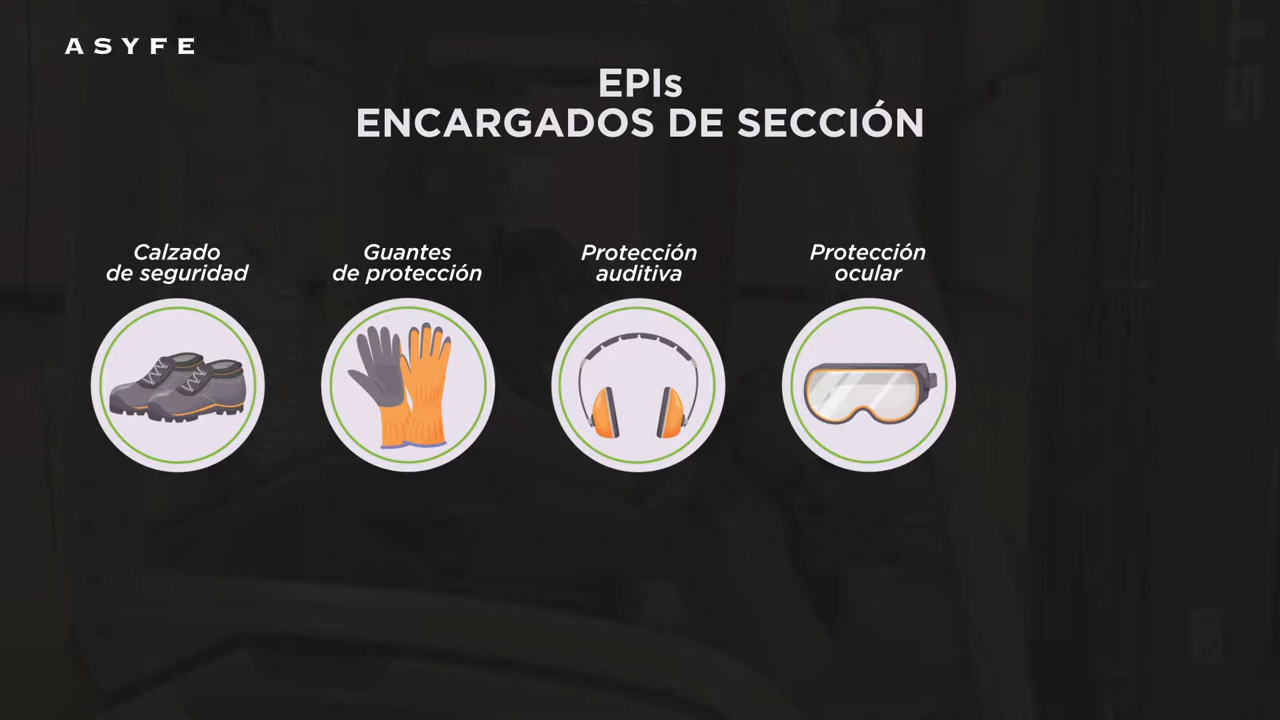 ASYFE
EPIs
ENCARGADOS DE SECCIÓN
Calzado
de seguridad
Guantes
de protección
Protección
auditiva
Protección
ocular